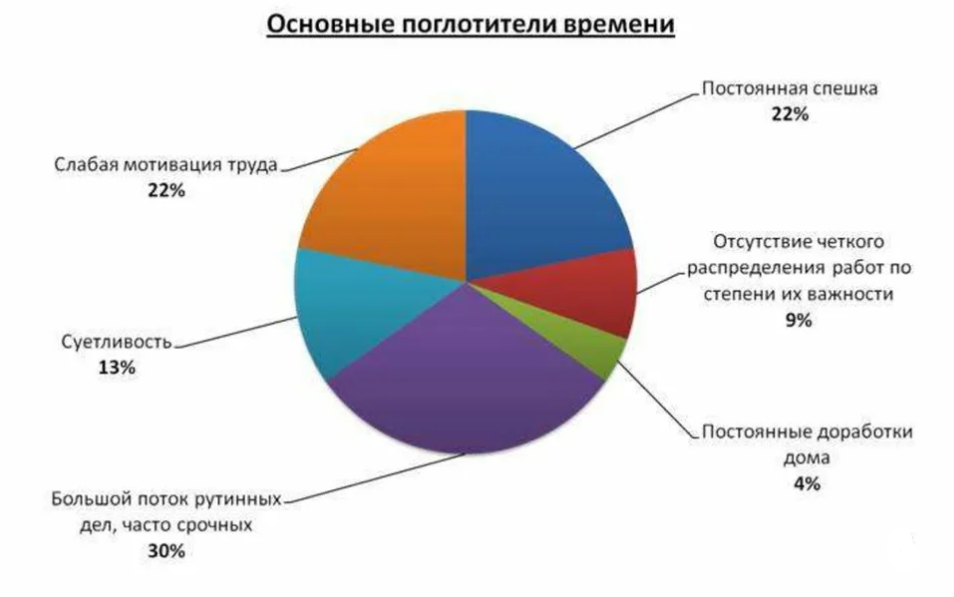 Основные поглотители времени
Постоянная спешка
22%
Слабая мотивация труда
22%
Отсутствие четкого
распределения работ по
степени их важности
9%
Суетливость
13%
Постоянные доработки
дома
4%
Большой поток рутинных
дел, часто срочных
30%